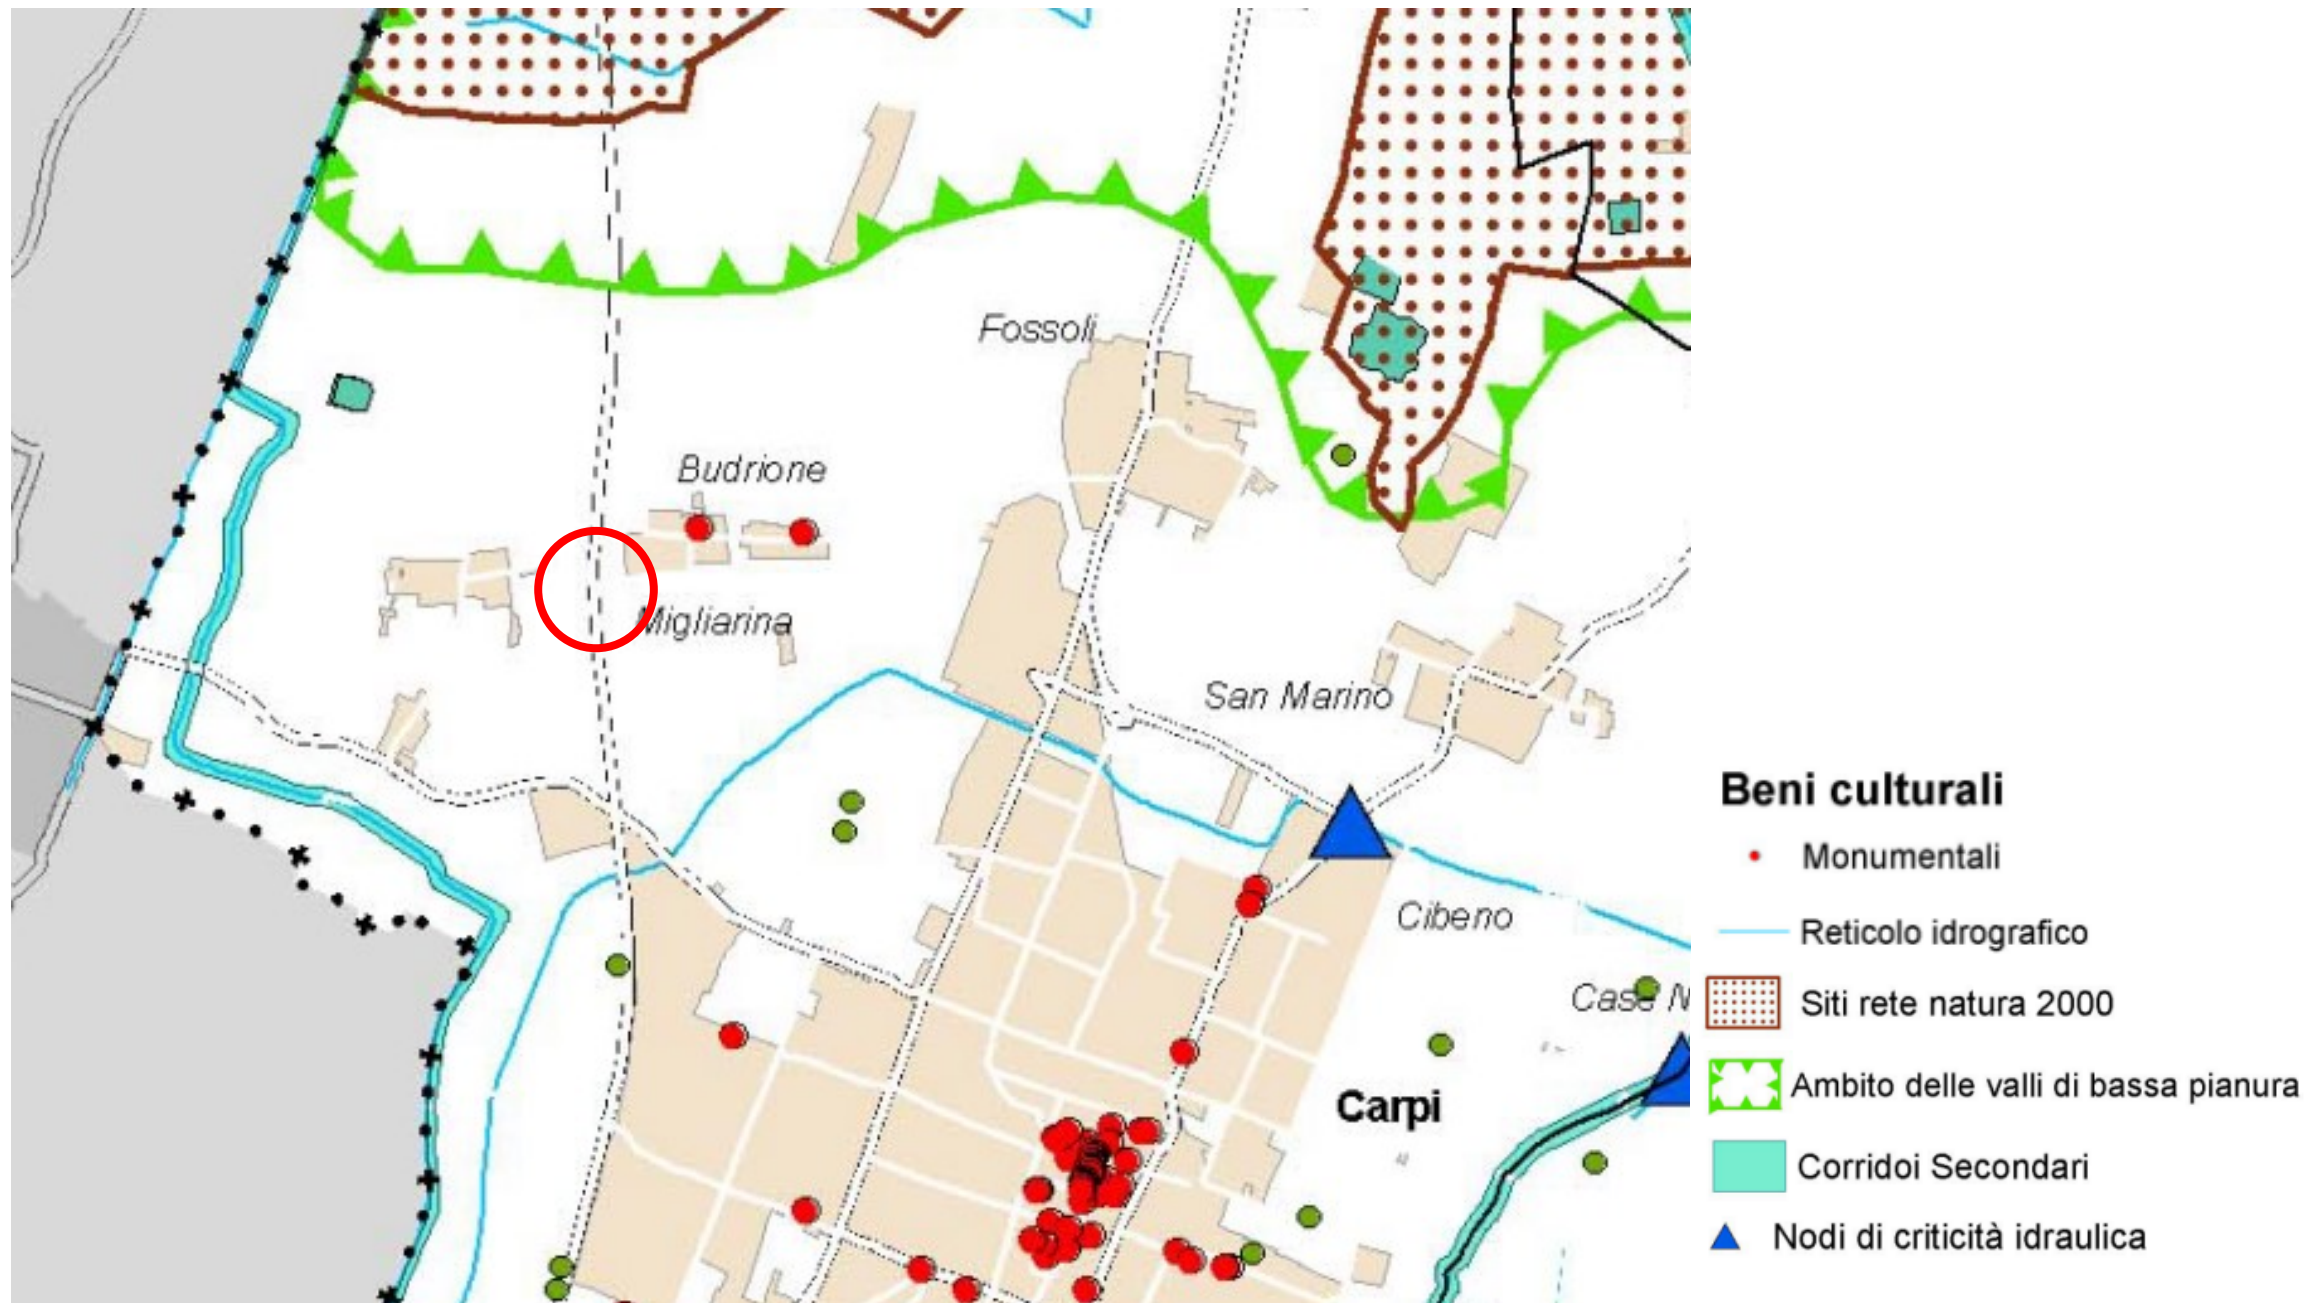 Fossoli
Budrione
Migliarina
San Marino
Cibeno
Case N
Carpi
Beni culturali
Monumentali
Reticolo idrografico
Siti rete natura 2000
Ambito delle valli di bassa pianura
Corridoi Secondari
Nodi di criticità idraulica